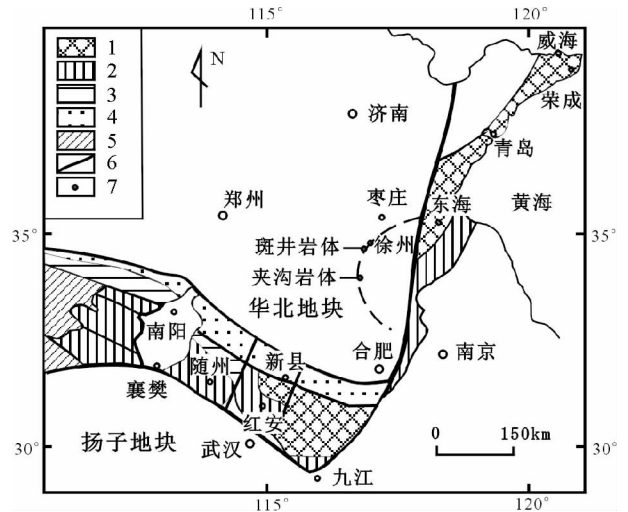 115°
120°
1
2
3
4
5
6
7
N
威海
荣成
济南
青岛
郑州
枣庄
东海
黄海
35°
35°
斑井岩体
徐州
夹沟岩体
华北地块
南阳
合肥
南京
随州
新县
襄樊
红安
扬子地块
武汉
0 150km
30°
30°
九江
115°
120°